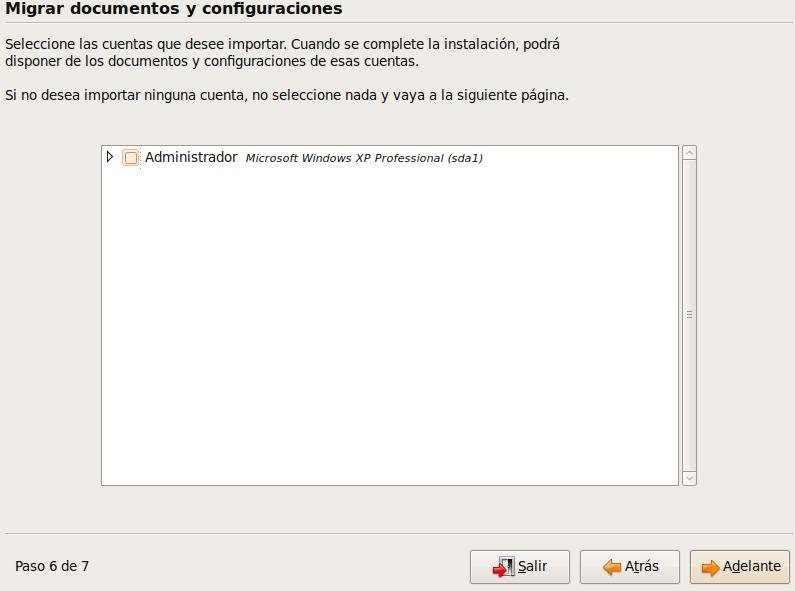 Migrar documentos y configuraciones
Seleccione las cuentas que desee importar. Cuando se complete la instalación, podrá
disponer de los documentos y configuraciones de esas cuentas.
Si no desea importar ninguna cuenta, no seleccione nada y vaya a la siguiente página.
Administrador Microsoft Windows XP Professional (sda1)
Paso 6 de 7 Salir Atrás Adelante